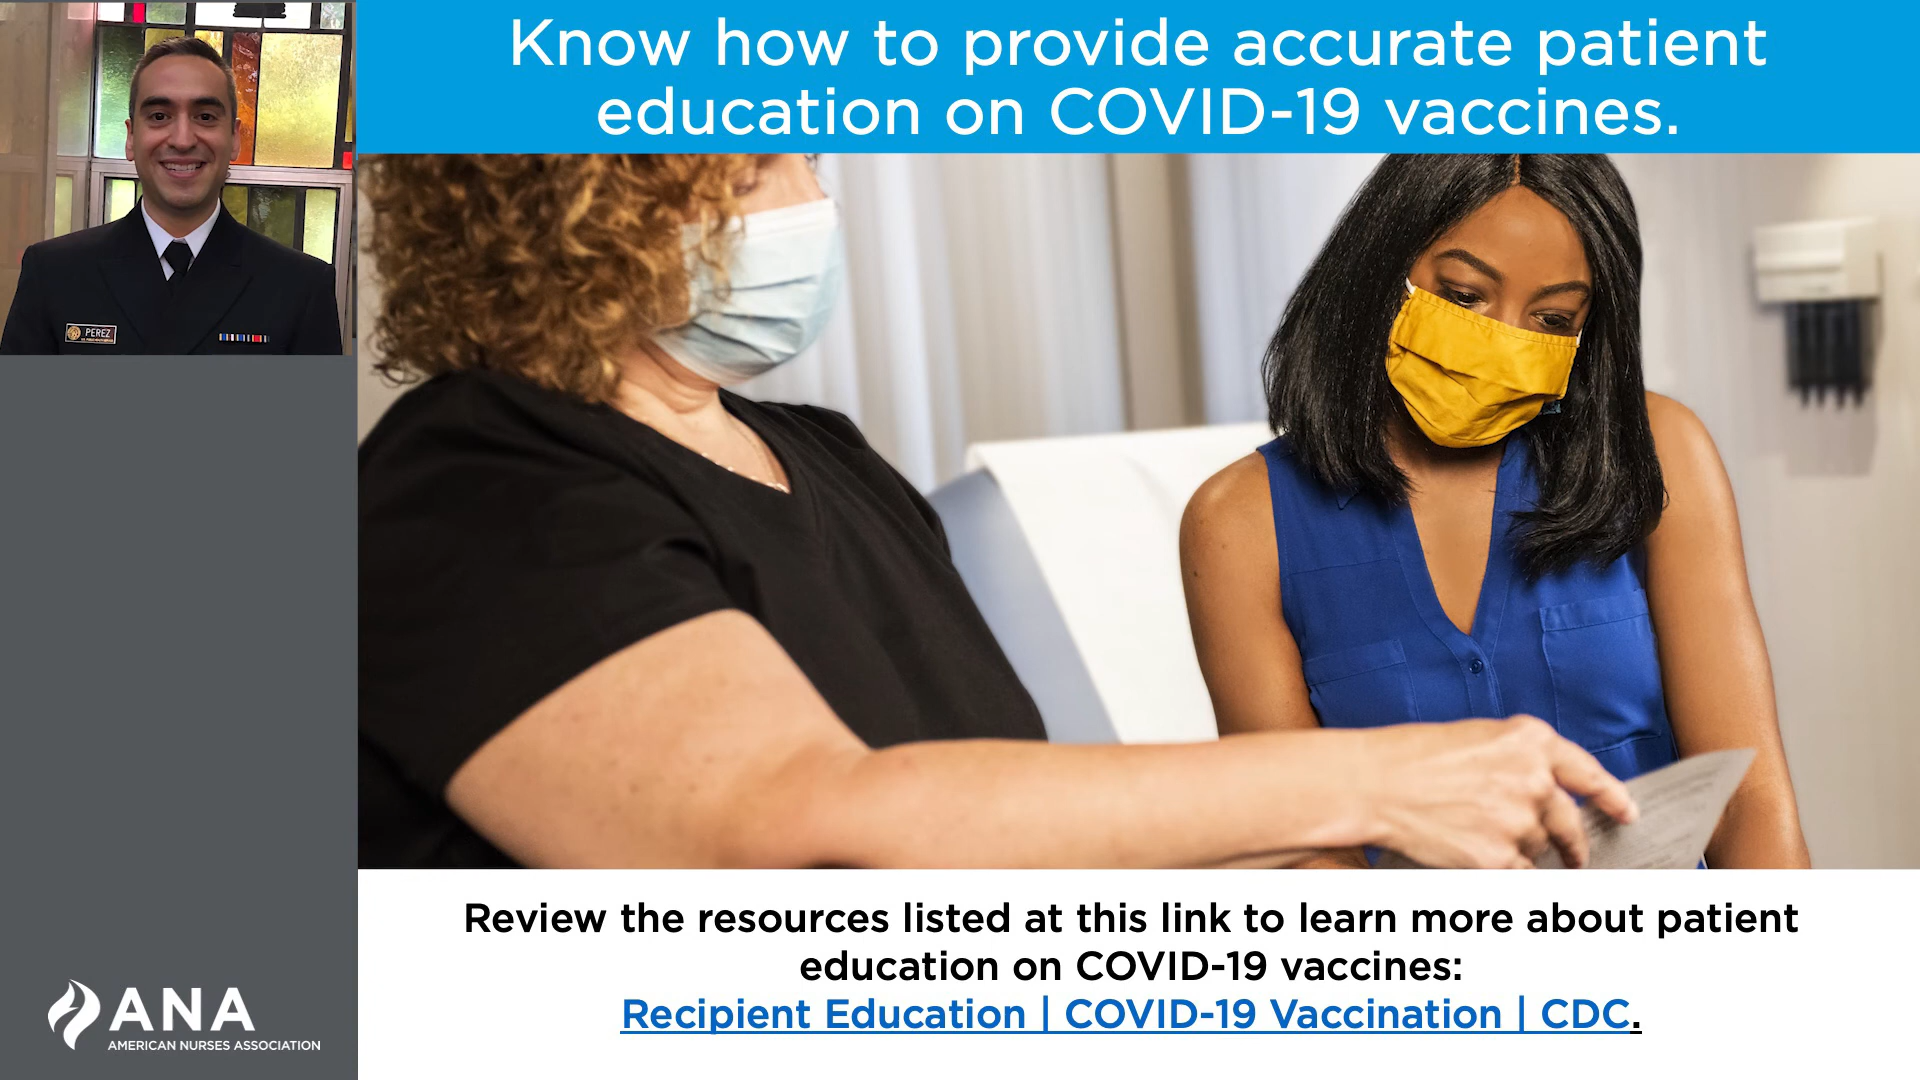 Know how to provide accurate patient
education on COVID-19 vaccines.
PEREZ
Review the resources listed at this link to learn more about patient
education on COVID-19 vaccines:
Recipient Education | COVID-19 Vaccination | CDC.
ANA
AMERICAN NURSES ASSOCIATION